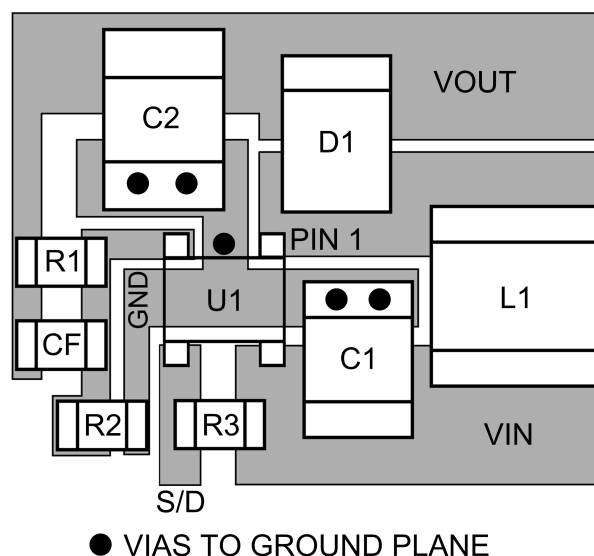 VOUT
C2
D1
PIN 1
R1
GND
U1
L1
CF
C1
R2
R3
VIN
S/D
VIAS TO GROUND PLANE